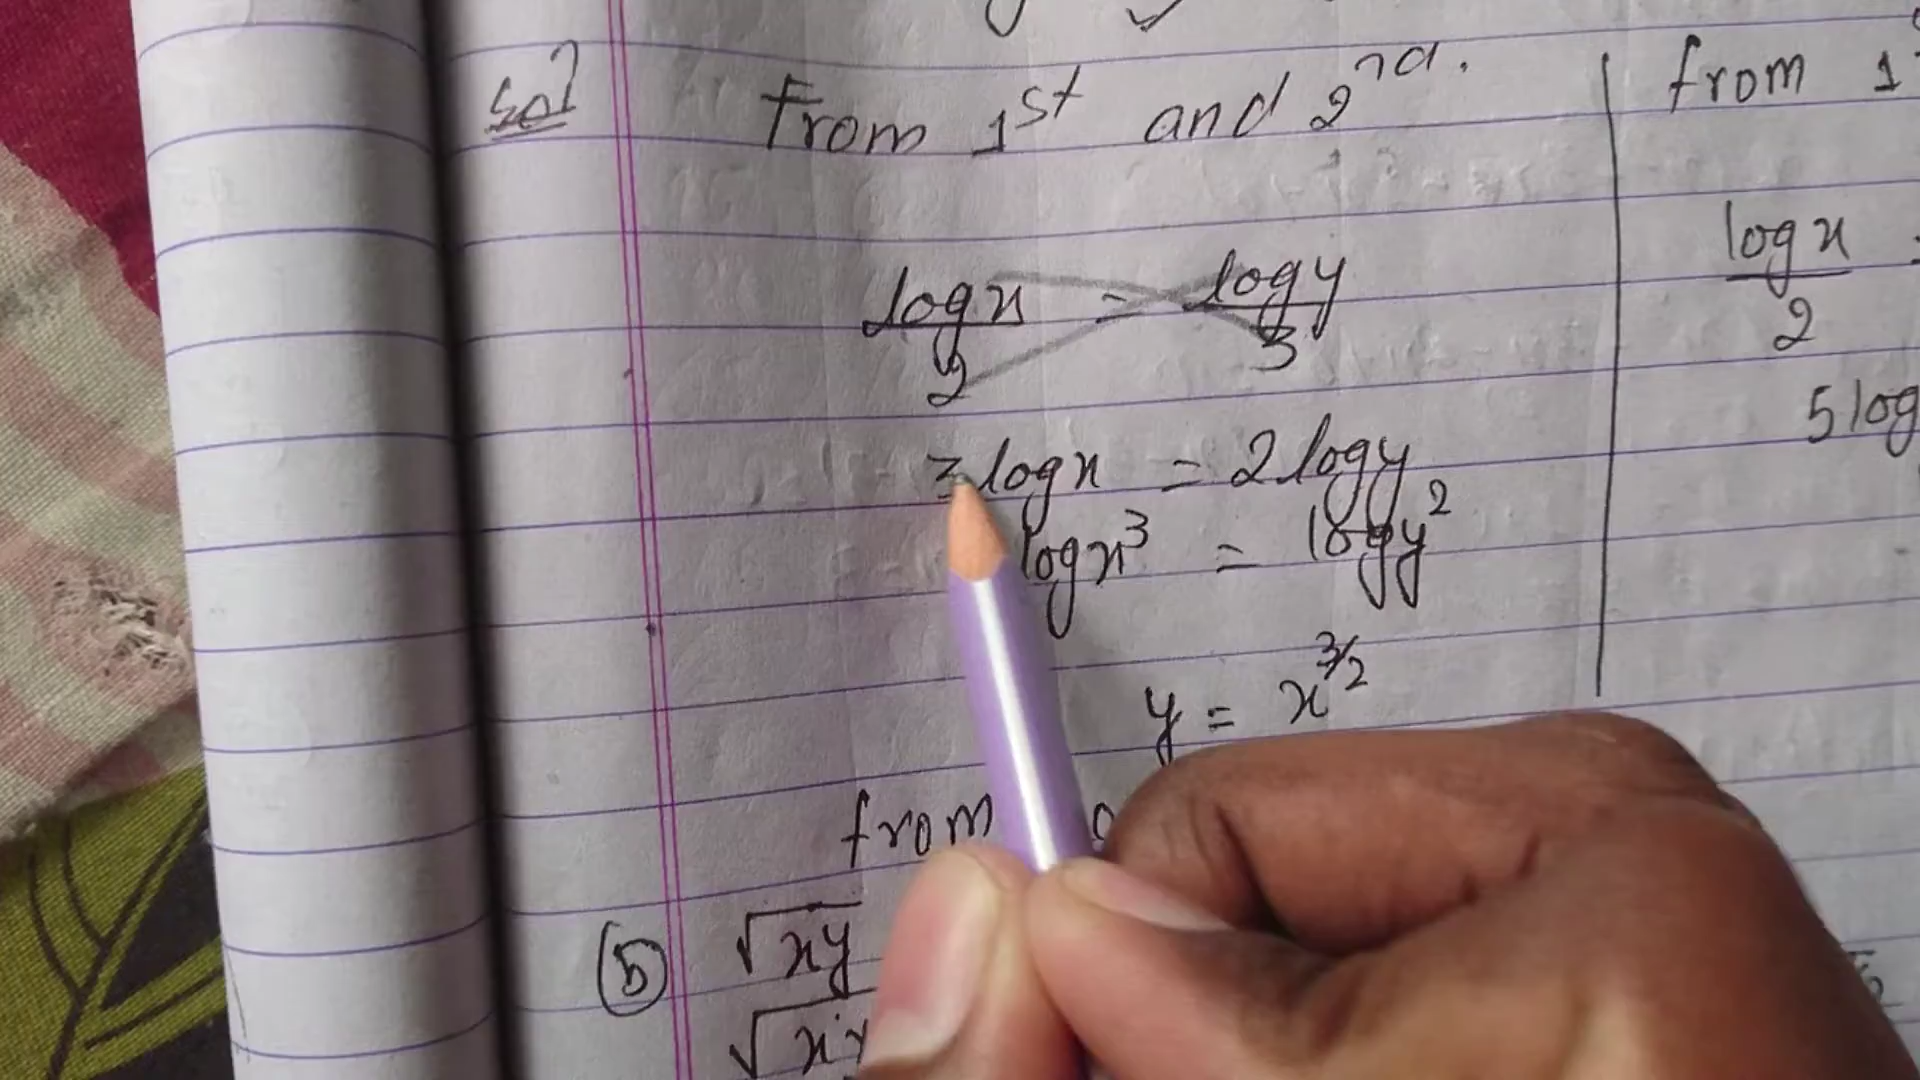 Sol
From 1st and 2nd.
log x / 2 = log y / 3
3 log x = 2 log y
log x³ = log y²
y = x^3/2
from
(5) √xy
√x
from 1
log x / 2 =
5 log